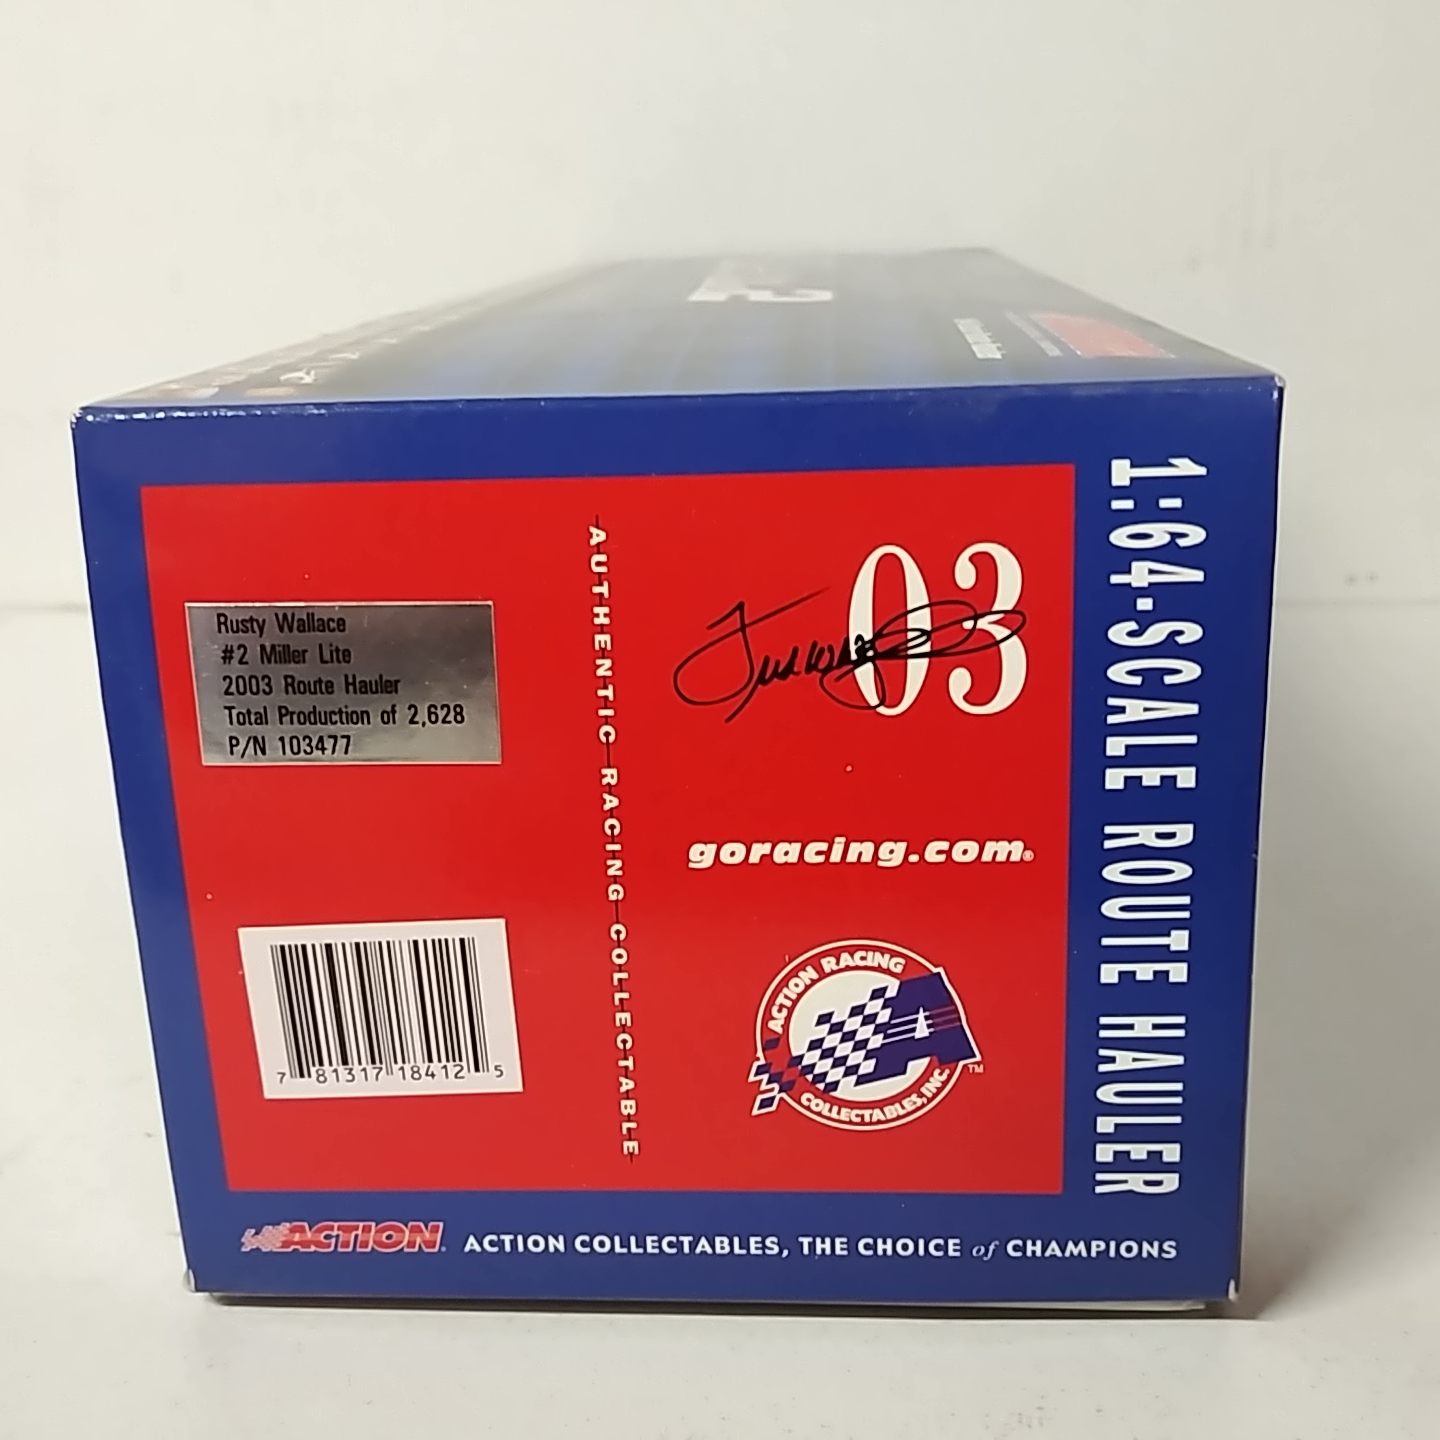 Rusty Wallace
#2 Miller Lite
2003 Route Hauler
Total Production of 2,628
P/N 103477
AUTHENTIC RACING COLLECTABLE
03
goracing.com®
ACTION RACING
COLLECTABLES, INC.
TM
7 81317 18412 5
1:64-SCALE ROUTE HAULER
ACTION
ACTION COLLECTABLES, THE CHOICE of CHAMPIONS